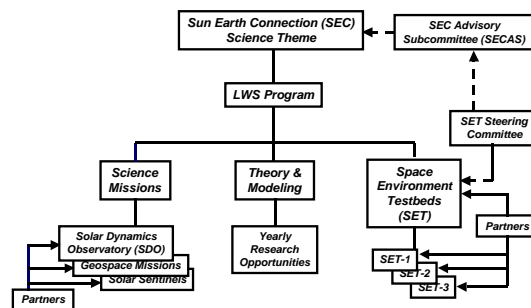 Sun Earth Connection (SEC)
Science Theme
SEC Advisory
Subcommittee (SECAS)
LWS Program
SET Steering
Committee
Science
Missions
Theory &
Modeling
Space
Environment
Testbeds
(SET)
Solar Dynamics
Observatory (SDO)
Geospace Missions
Solar Sentinels
Partners
Yearly
Research
Opportunities
Partners
SET-1
SET-2
SET-3